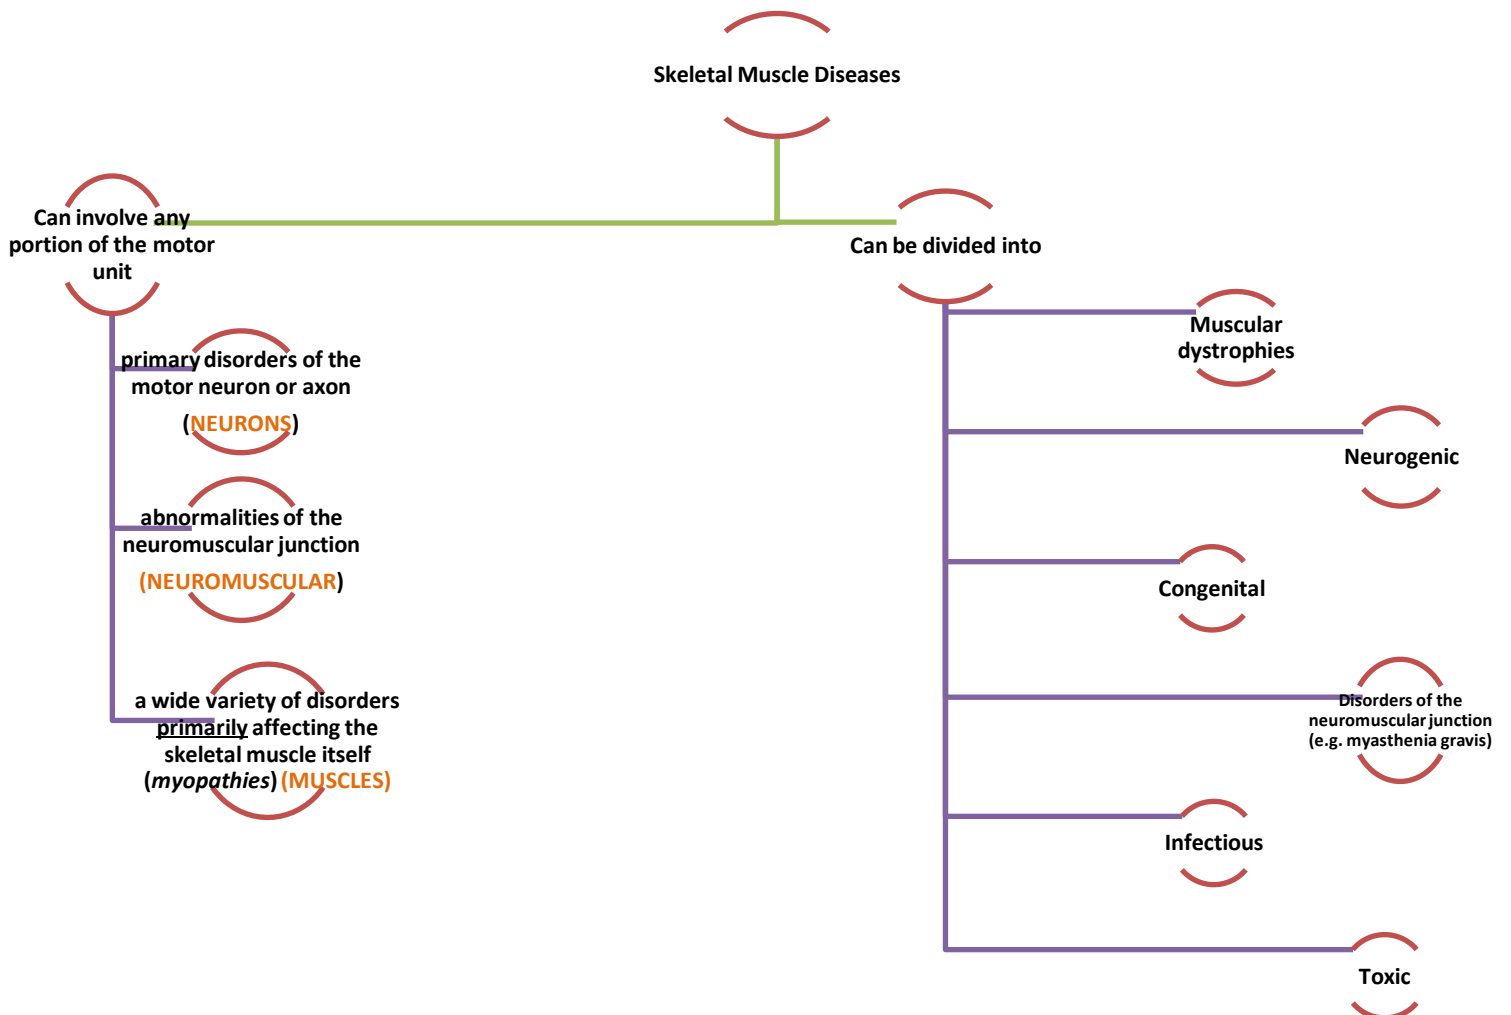 Skeletal Muscle Diseases
Can involve any
portion of the motor
unit
primary disorders of the
motor neuron or axon
(NEURONS)
abnormalities of the
neuromuscular junction
(NEUROMUSCULAR)
a wide variety of disorders
primarily affecting the
skeletal muscle itself
(myopathies) (MUSCLES)
Can be divided into
Muscular
dystrophies
Neurogenic
Congenital
Disorders of the
neuromuscular junction
(e.g. myasthenia gravis)
Infectious
Toxic